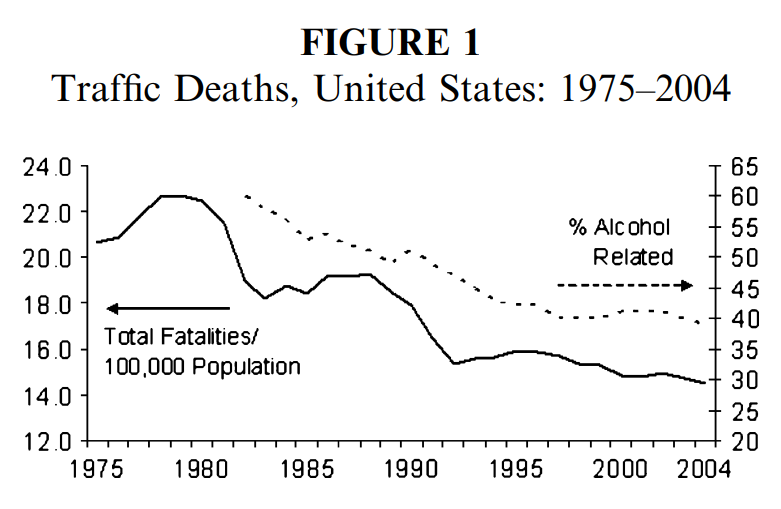 FIGURE 1
Traffic Deaths, United States: 1975–2004
24.0
22.0
20.0
18.0
16.0
14.0
12.0
65
60
55
50
45
40
35
30
25
20
% Alcohol
Related
Total Fatalities/
100,000 Population
1975 1980 1985 1990 1995 2000 2004